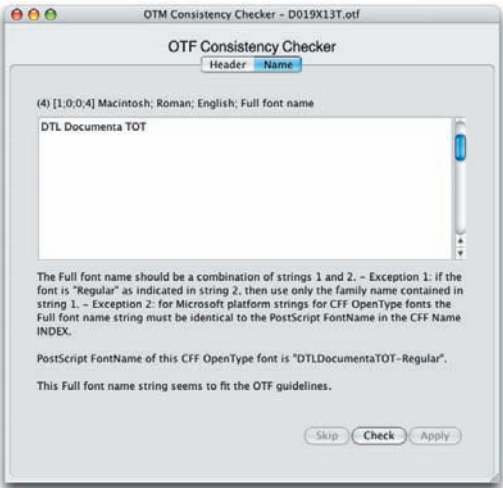 OTM Consistency Checker – D019X13T.otf
OTF Consistency Checker
Header Name
(4) [1;0;0;4] Macintosh; Roman; English; Full font name
DTL Documenta TOT
The Full font name should be a combination of strings 1 and 2. – Exception 1: if the
font is "Regular" as indicated in string 2, then use only the family name contained in
string 1. – Exception 2: for Microsoft platform strings for CFF OpenType fonts the
Full font name string must be identical to the PostScript FontName in the CFF Name
INDEX.
PostScript FontName of this CFF OpenType font is "DTLDocumentaTOT-Regular".
This Full font name string seems to fit the OTF guidelines.
Skip Check Apply